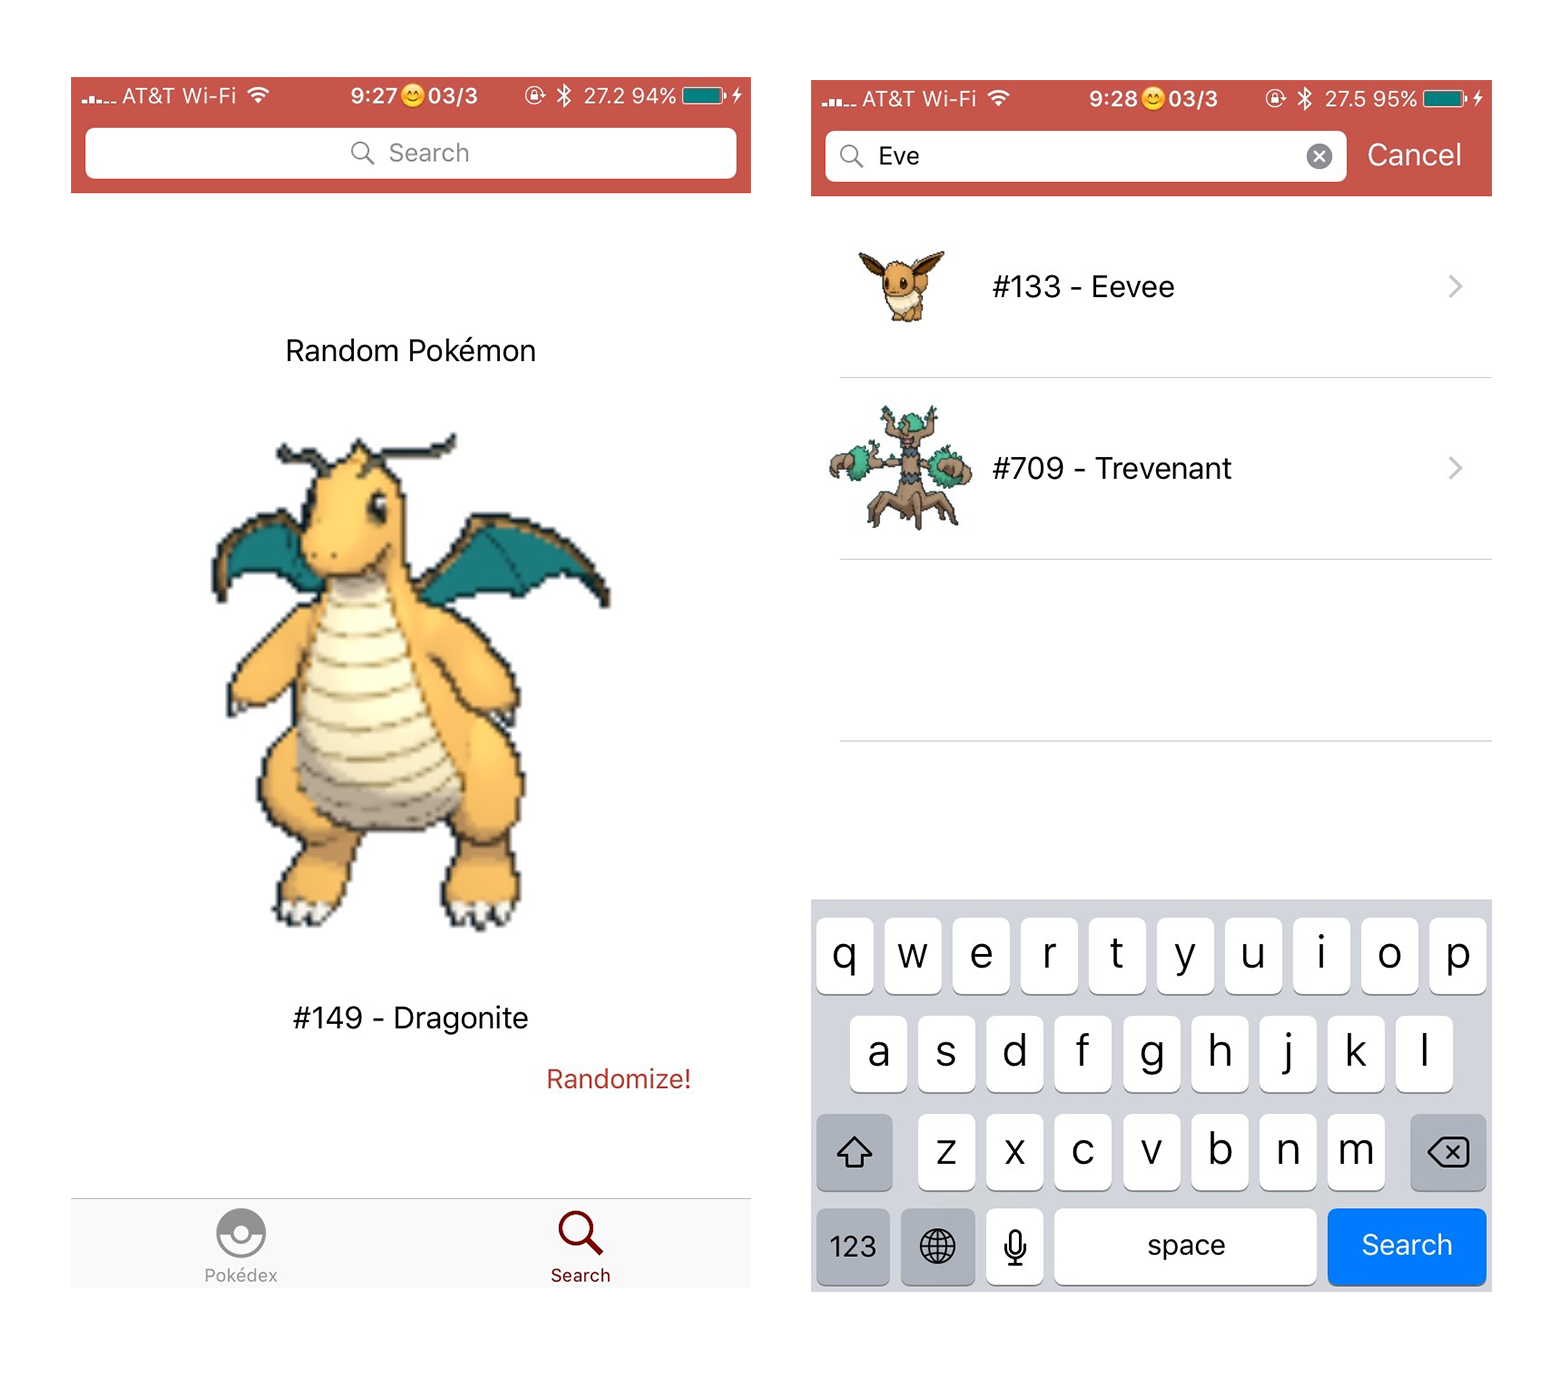 AT&T Wi-Fi 9:27😊03/3 27.2 94%
Search
Random Pokémon
#149 - Dragonite
Randomize!
Pokédex Search
AT&T Wi-Fi 9:28😊03/3 27.5 95%
Eve Cancel
#133 - Eevee
#709 - Trevenant
q w e r t y u i o p
a s d f g h j k l
z x c v b n m
123 space Search